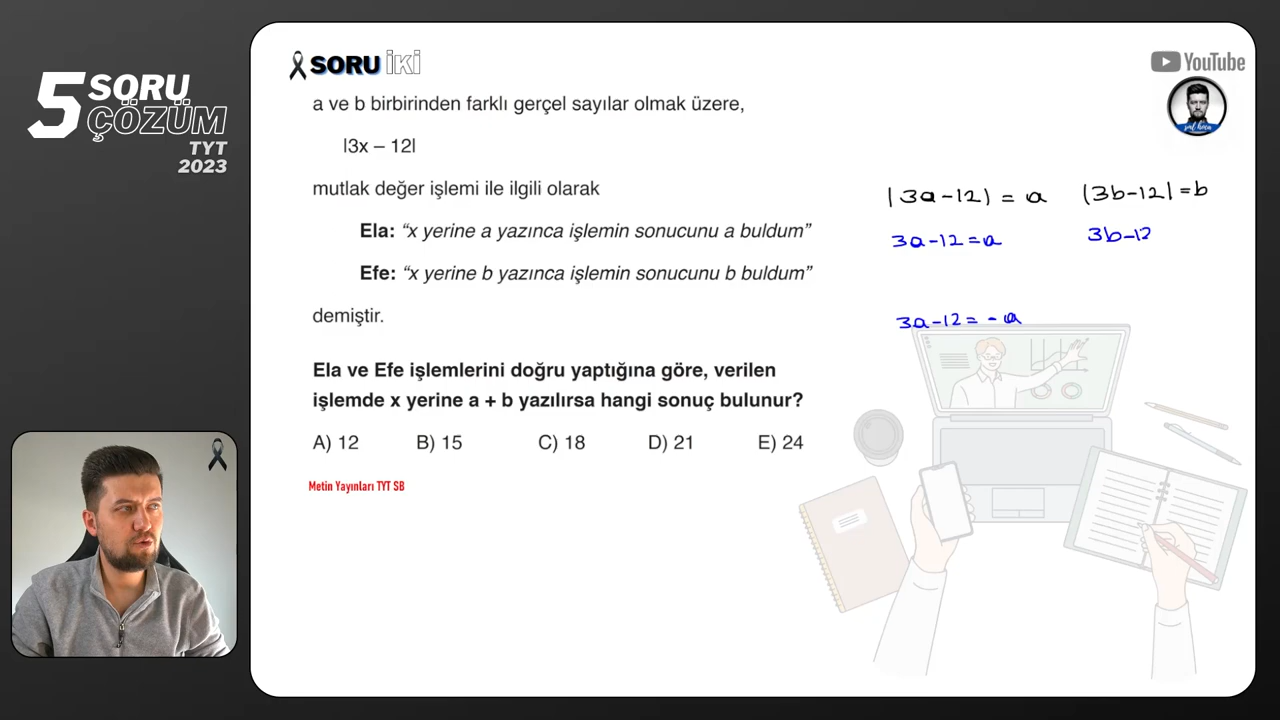 5 SORU
ÇÖZÜM
TYT
2023
SORU İKİ
YouTube
a ve b birbirinden farklı gerçel sayılar olmak üzere,
|3x – 12|
mutlak değer işlemi ile ilgili olarak
|3a-12| = a |3b-12| = b
Ela: “x yerine a yazınca işlemin sonucunu a buldum”
3a-12 = a 3b-12
Efe: “x yerine b yazınca işlemin sonucunu b buldum”
demiştir.
3a-12 = -a
Ela ve Efe işlemlerini doğru yaptığına göre, verilen
işlemde x yerine a + b yazılırsa hangi sonuç bulunur?
A) 12 B) 15 C) 18 D) 21 E) 24
Metin Yayınları TYT SB